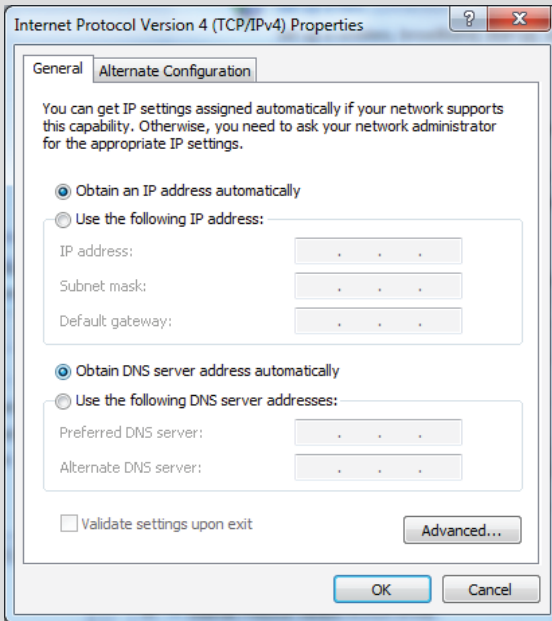 Internet Protocol Version 4 (TCP/IPv4) Properties
?
General
Alternate Configuration
You can get IP settings assigned automatically if your network supports
this capability. Otherwise, you need to ask your network administrator
for the appropriate IP settings.
Obtain an IP address automatically
Use the following IP address:
IP address:
. . .
Subnet mask:
. . .
Default gateway:
. . .
Obtain DNS server address automatically
Use the following DNS server addresses:
Preferred DNS server:
. . .
Alternate DNS server:
. . .
Validate settings upon exit
Advanced...
OK
Cancel